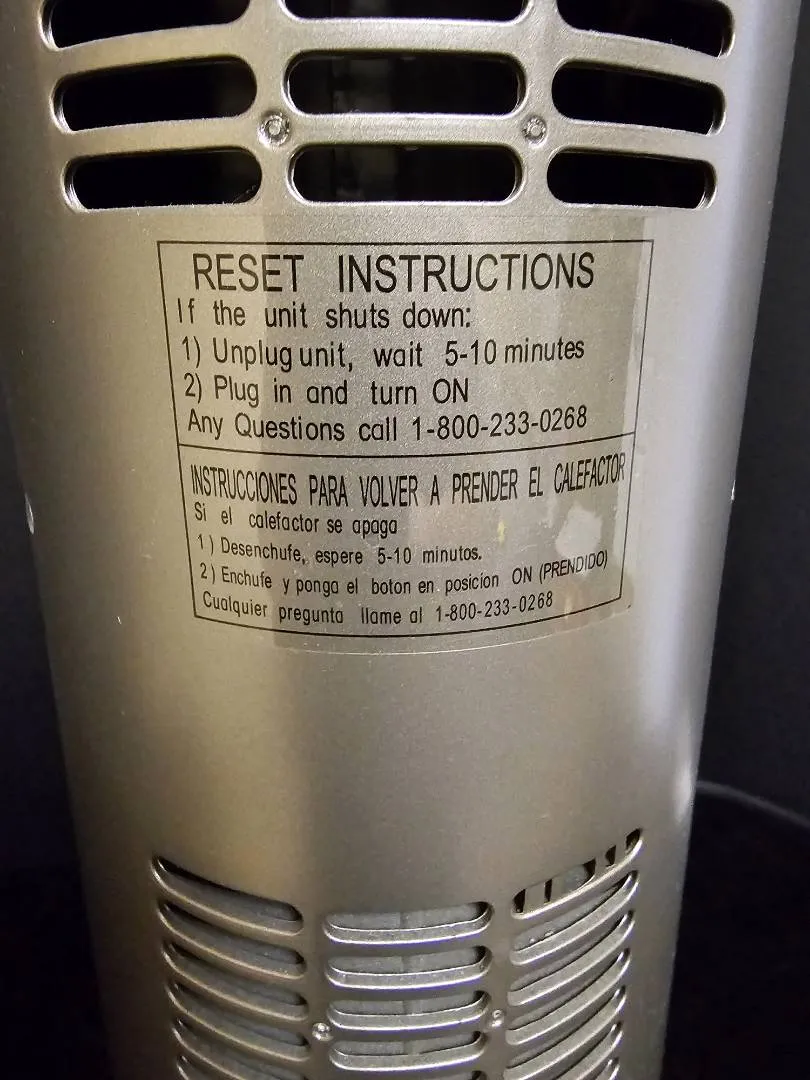 RESET INSTRUCTIONS
If the unit shuts down:
1) Unplug unit, wait 5-10 minutes
2) Plug in and turn ON
Any Questions call 1-800-233-0268
INSTRUCCIONES PARA VOLVER A PRENDER EL CALEFACTOR
Si el calefactor se apaga
1) Desenchufe, espere 5-10 minutos.
2) Enchufe y ponga el boton en posicion ON (PRENDIDO)
Cualquier pregunta llame al 1-800-233-0268